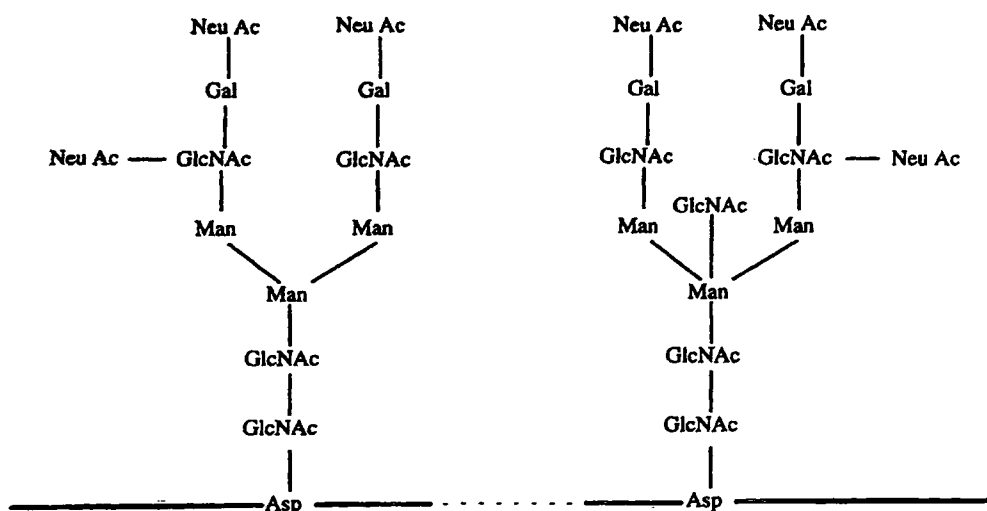 Neu Ac Neu Ac Neu Ac Neu Ac
Gal Gal Gal Gal
Neu Ac GlcNAc GlcNAc GlcNAc GlcNAc Neu Ac
GlcNAc
Man Man Man Man
Man Man
GlcNAc GlcNAc
GlcNAc GlcNAc
Asp Asp